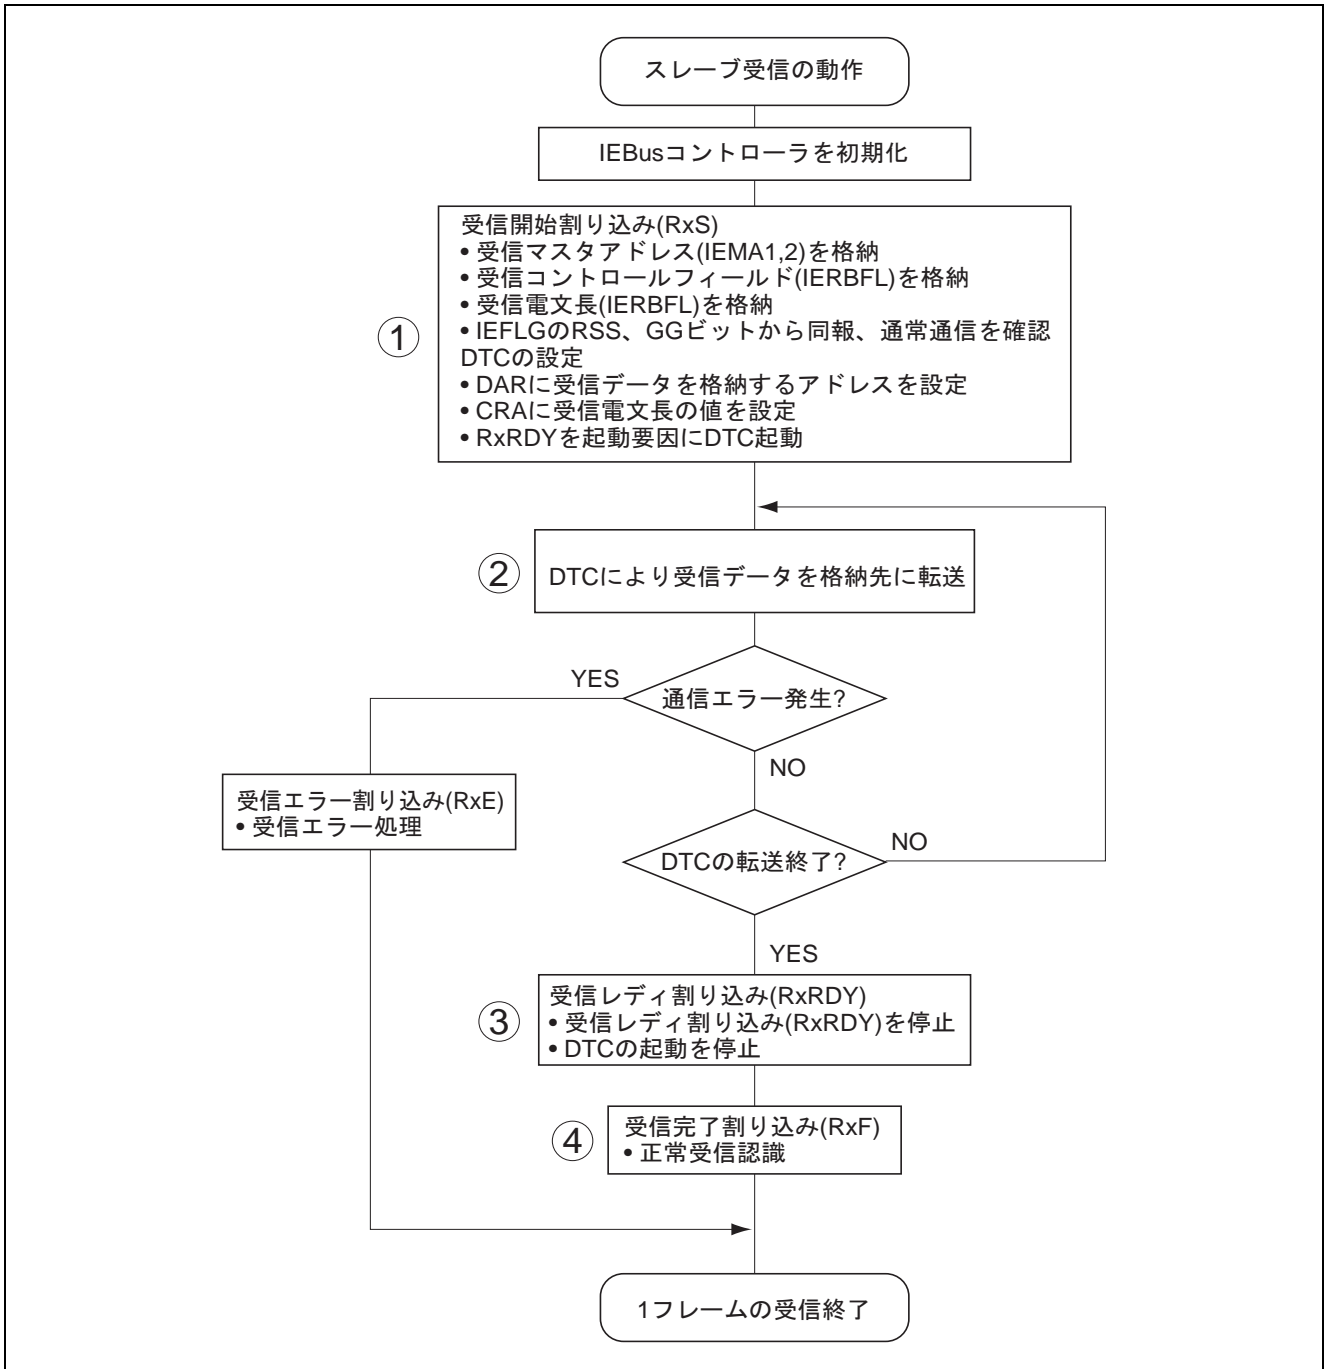 スレーブ受信の動作
IEBusコントローラを初期化
①
受信開始割り込み(RxS)
• 受信マスタアドレス(IEMA1,2)を格納
• 受信コントロールフィールド(IERBFL)を格納
• 受信電文長(IERBFL)を格納
• IEFLGのRSS、GGビットから同報、通常通信を確認
DTCの設定
• DARに受信データを格納するアドレスを設定
• CRAに受信電文長の値を設定
• RxRDYを起動要因にDTC起動
②
DTCにより受信データを格納先に転送
通信エラー発生?
YES
NO
受信エラー割り込み(RxE)
• 受信エラー処理
DTCの転送終了?
NO
YES
③
受信レディ割り込み(RxRDY)
• 受信レディ割り込み(RxRDY)を停止
• DTCの起動を停止
④
受信完了割り込み(RxF)
• 正常受信認識
1フレームの受信終了